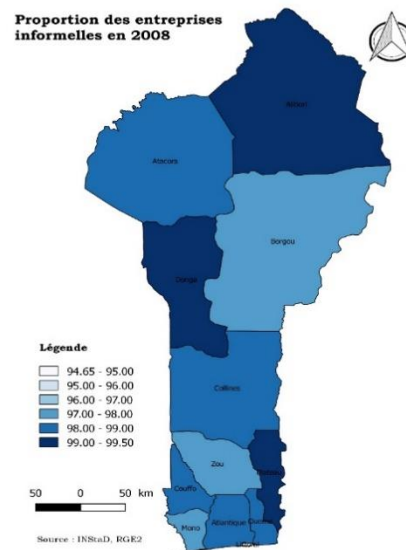 Proportion des entreprises
informelles en 2008
Alibori
Atacora
Borgou
Donga
Collines
Zou
Plateau
Couffo
Mono
Atlantique
Ouémé
Légende
94.65 - 95.00
95.00 - 96.00
96.00 - 97.00
97.00 - 98.00
98.00 - 99.00
99.00 - 99.50
50 0 50 km
Source : INStaD, RGE2